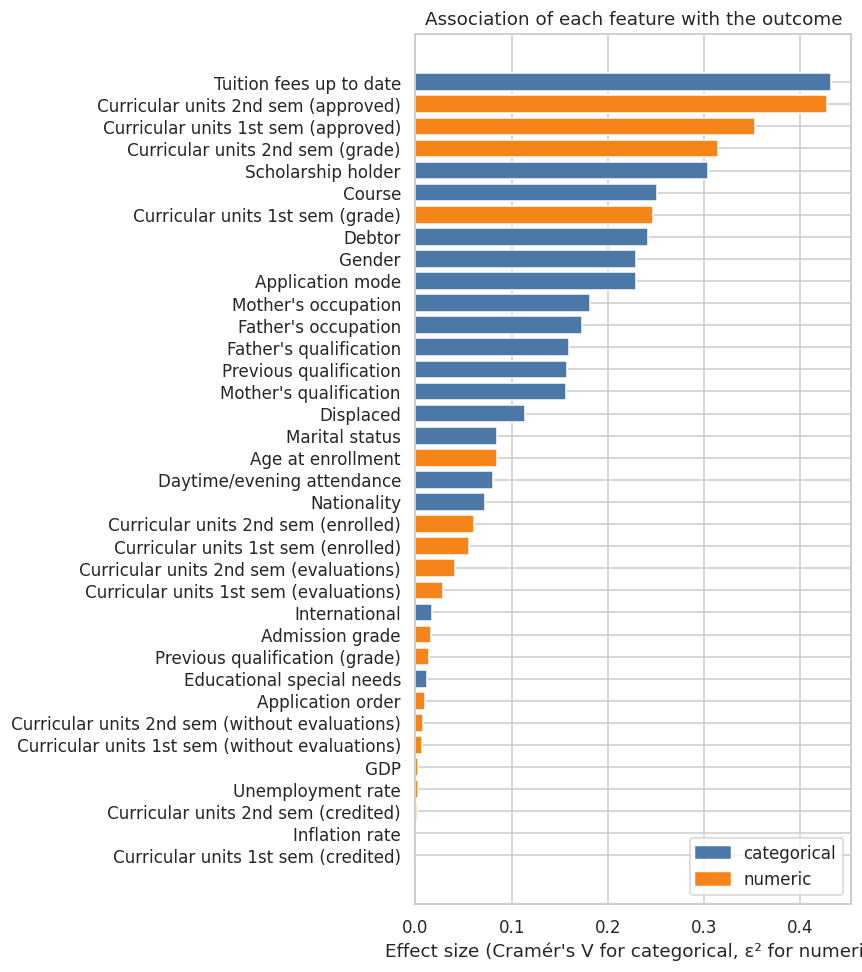 Association of each feature with the outcome
Tuition fees up to date
Curricular units 2nd sem (approved)
Curricular units 1st sem (approved)
Curricular units 2nd sem (grade)
Scholarship holder
Course
Curricular units 1st sem (grade)
Debtor
Gender
Application mode
Mother's occupation
Father's occupation
Father's qualification
Previous qualification
Mother's qualification
Displaced
Marital status
Age at enrollment
Daytime/evening attendance
Nationality
Curricular units 2nd sem (enrolled)
Curricular units 1st sem (enrolled)
Curricular units 2nd sem (evaluations)
Curricular units 1st sem (evaluations)
International
Admission grade
Previous qualification (grade)
Educational special needs
Application order
Curricular units 2nd sem (without evaluations)
Curricular units 1st sem (without evaluations)
GDP
Unemployment rate
Curricular units 2nd sem (credited)
Inflation rate
Curricular units 1st sem (credited)
categorical
numeric
0.0 0.1 0.2 0.3 0.4
Effect size (Cramér's V for categorical, ε² for numeri